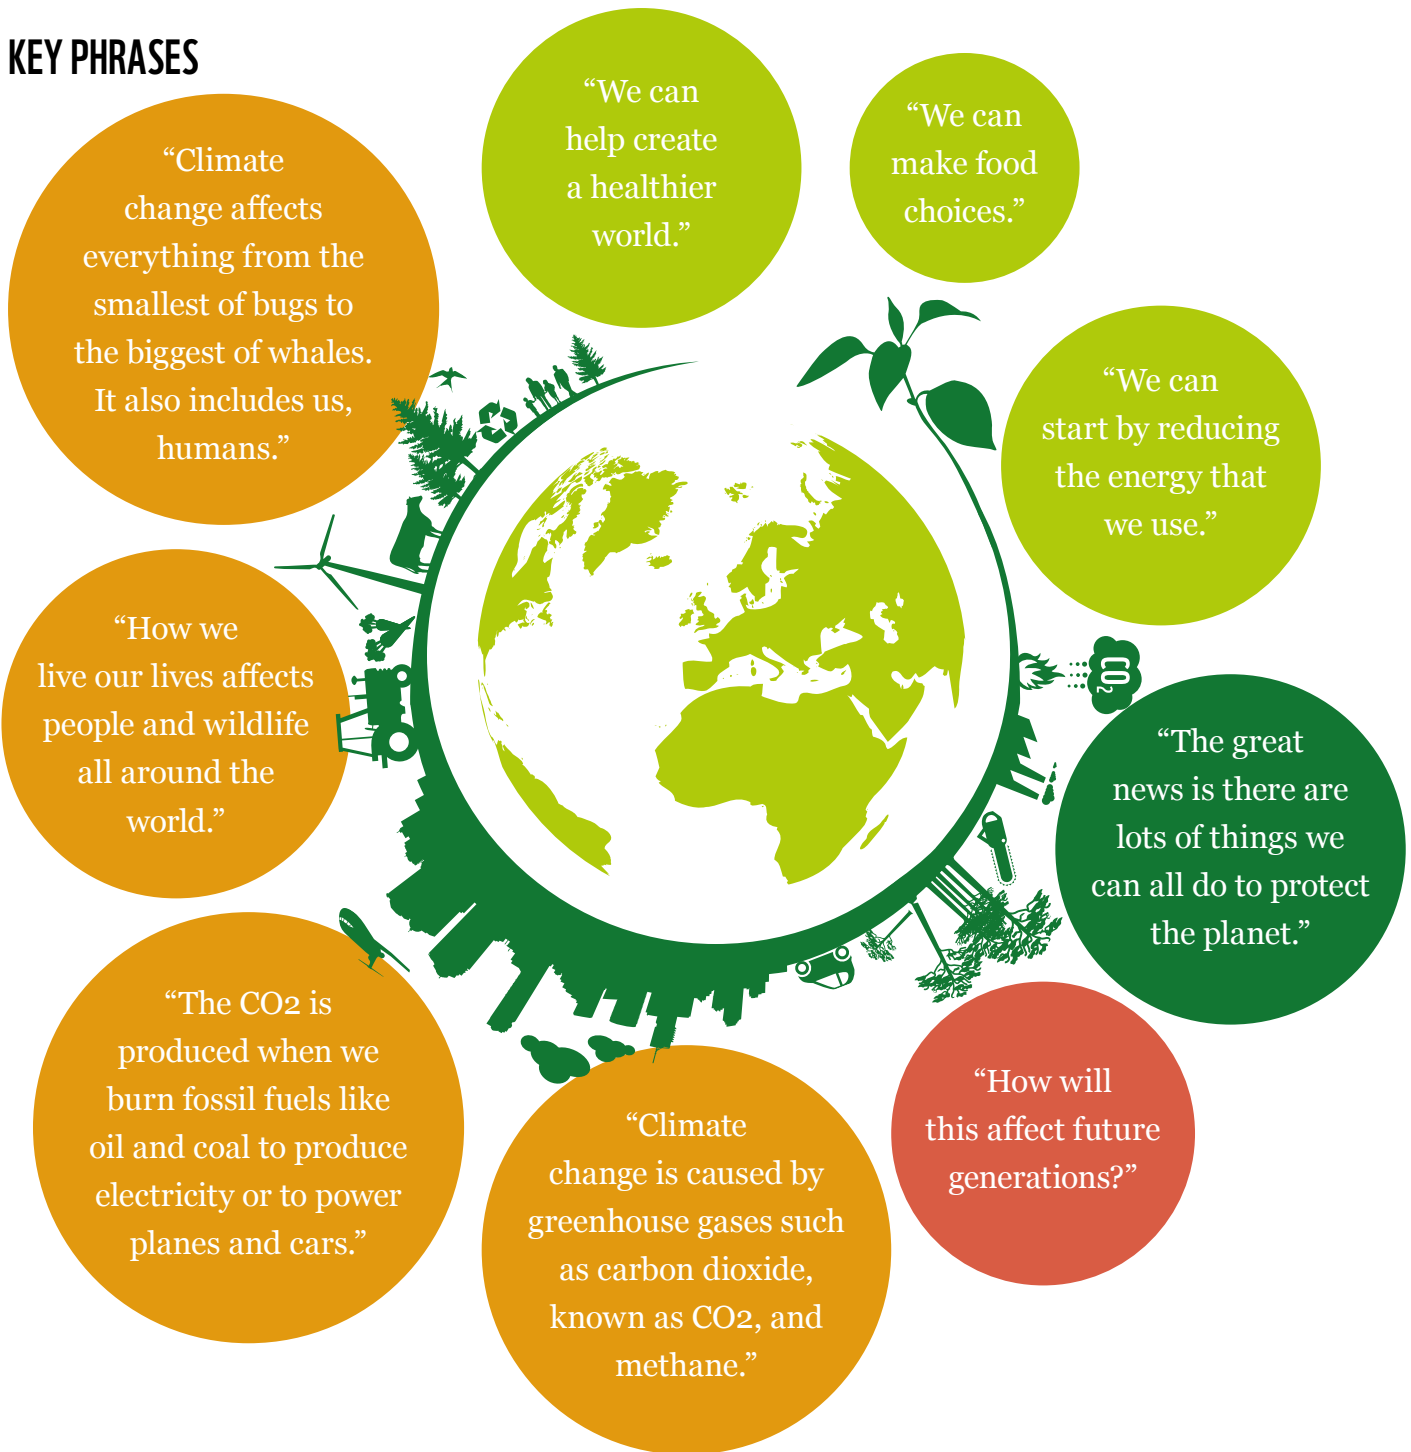 KEY PHRASES
“We can
help create
a healthier
world.”
“We can
make food
choices.”
“Climate
change affects
everything from the
smallest of bugs to
the biggest of whales.
It also includes us,
humans.”
“We can
start by reducing
the energy that
we use.”
“How we
live our lives affects
people and wildlife
all around the
world.”
CO2
“The great
news is there are
lots of things we
can all do to protect
the planet.”
“The CO2 is
produced when we
burn fossil fuels like
oil and coal to produce
electricity or to power
planes and cars.”
“Climate
change is caused by
greenhouse gases such
as carbon dioxide,
known as CO2, and
methane.”
“How will
this affect future
generations?”